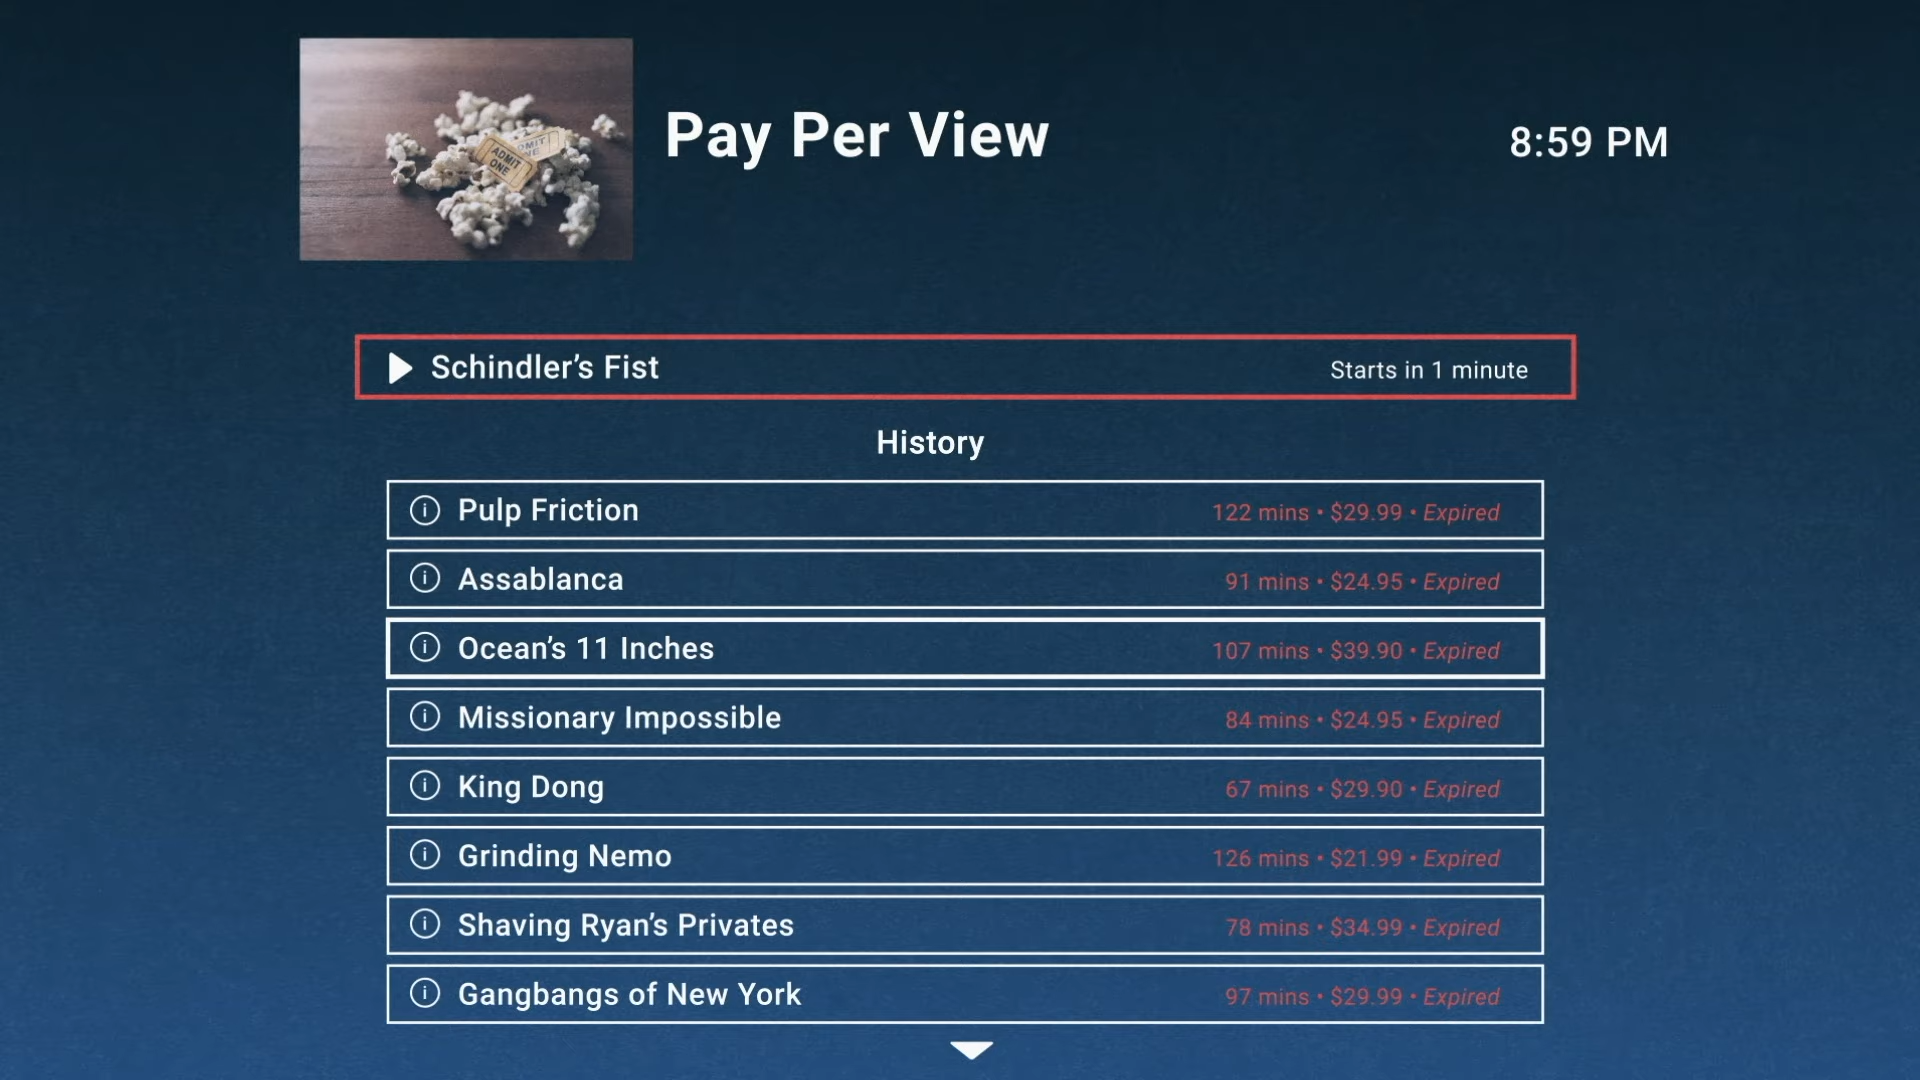 Pay Per View
8:59 PM
ADMIT
ONE
Schindler’s Fist
Starts in 1 minute
History
Pulp Friction
122 mins • $29.99 • Expired
Assablanca
91 mins • $24.95 • Expired
Ocean’s 11 Inches
107 mins • $39.90 • Expired
Missionary Impossible
84 mins • $24.95 • Expired
King Dong
67 mins • $29.90 • Expired
Grinding Nemo
126 mins • $21.99 • Expired
Shaving Ryan’s Privates
78 mins • $34.99 • Expired
Gangbangs of New York
97 mins • $29.99 • Expired